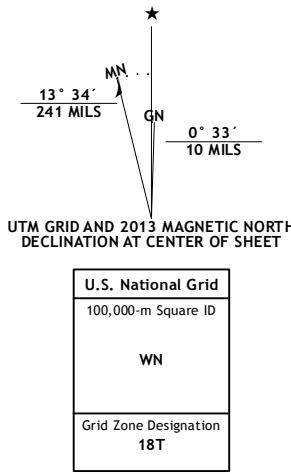 ★
MN
GN
13° 34´
241 MILS
0° 33´
10 MILS
UTM GRID AND 2013 MAGNETIC NORTH
DECLINATION AT CENTER OF SHEET
U.S. National Grid
100,000-m Square ID
WN
Grid Zone Designation
18T